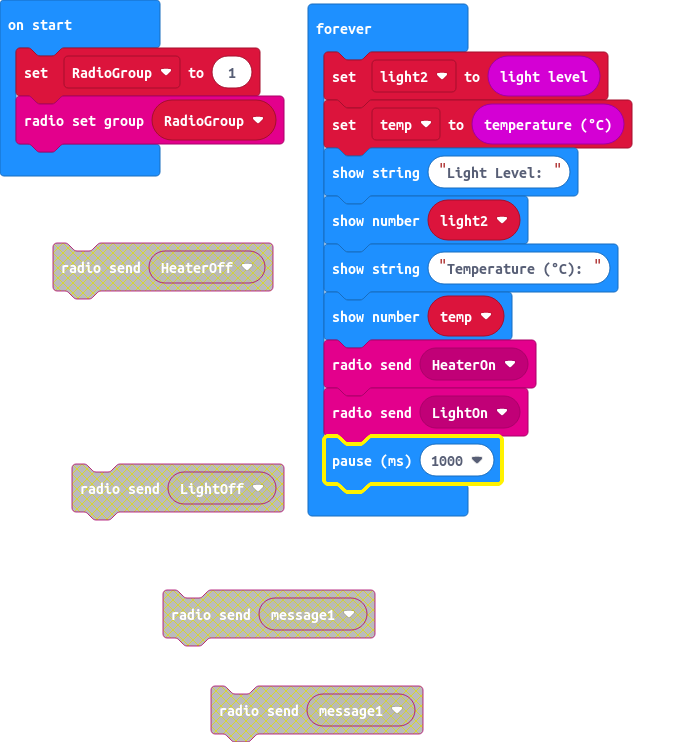 on start
set RadioGroup to 1
radio set group RadioGroup
forever
set light2 to light level
set temp to temperature (°C)
show string "Light Level: "
show number light2
show string "Temperature (°C): "
show number temp
radio send HeaterOn
radio send LightOn
pause (ms) 1000
radio send HeaterOff
radio send LightOff
radio send message1
radio send message1